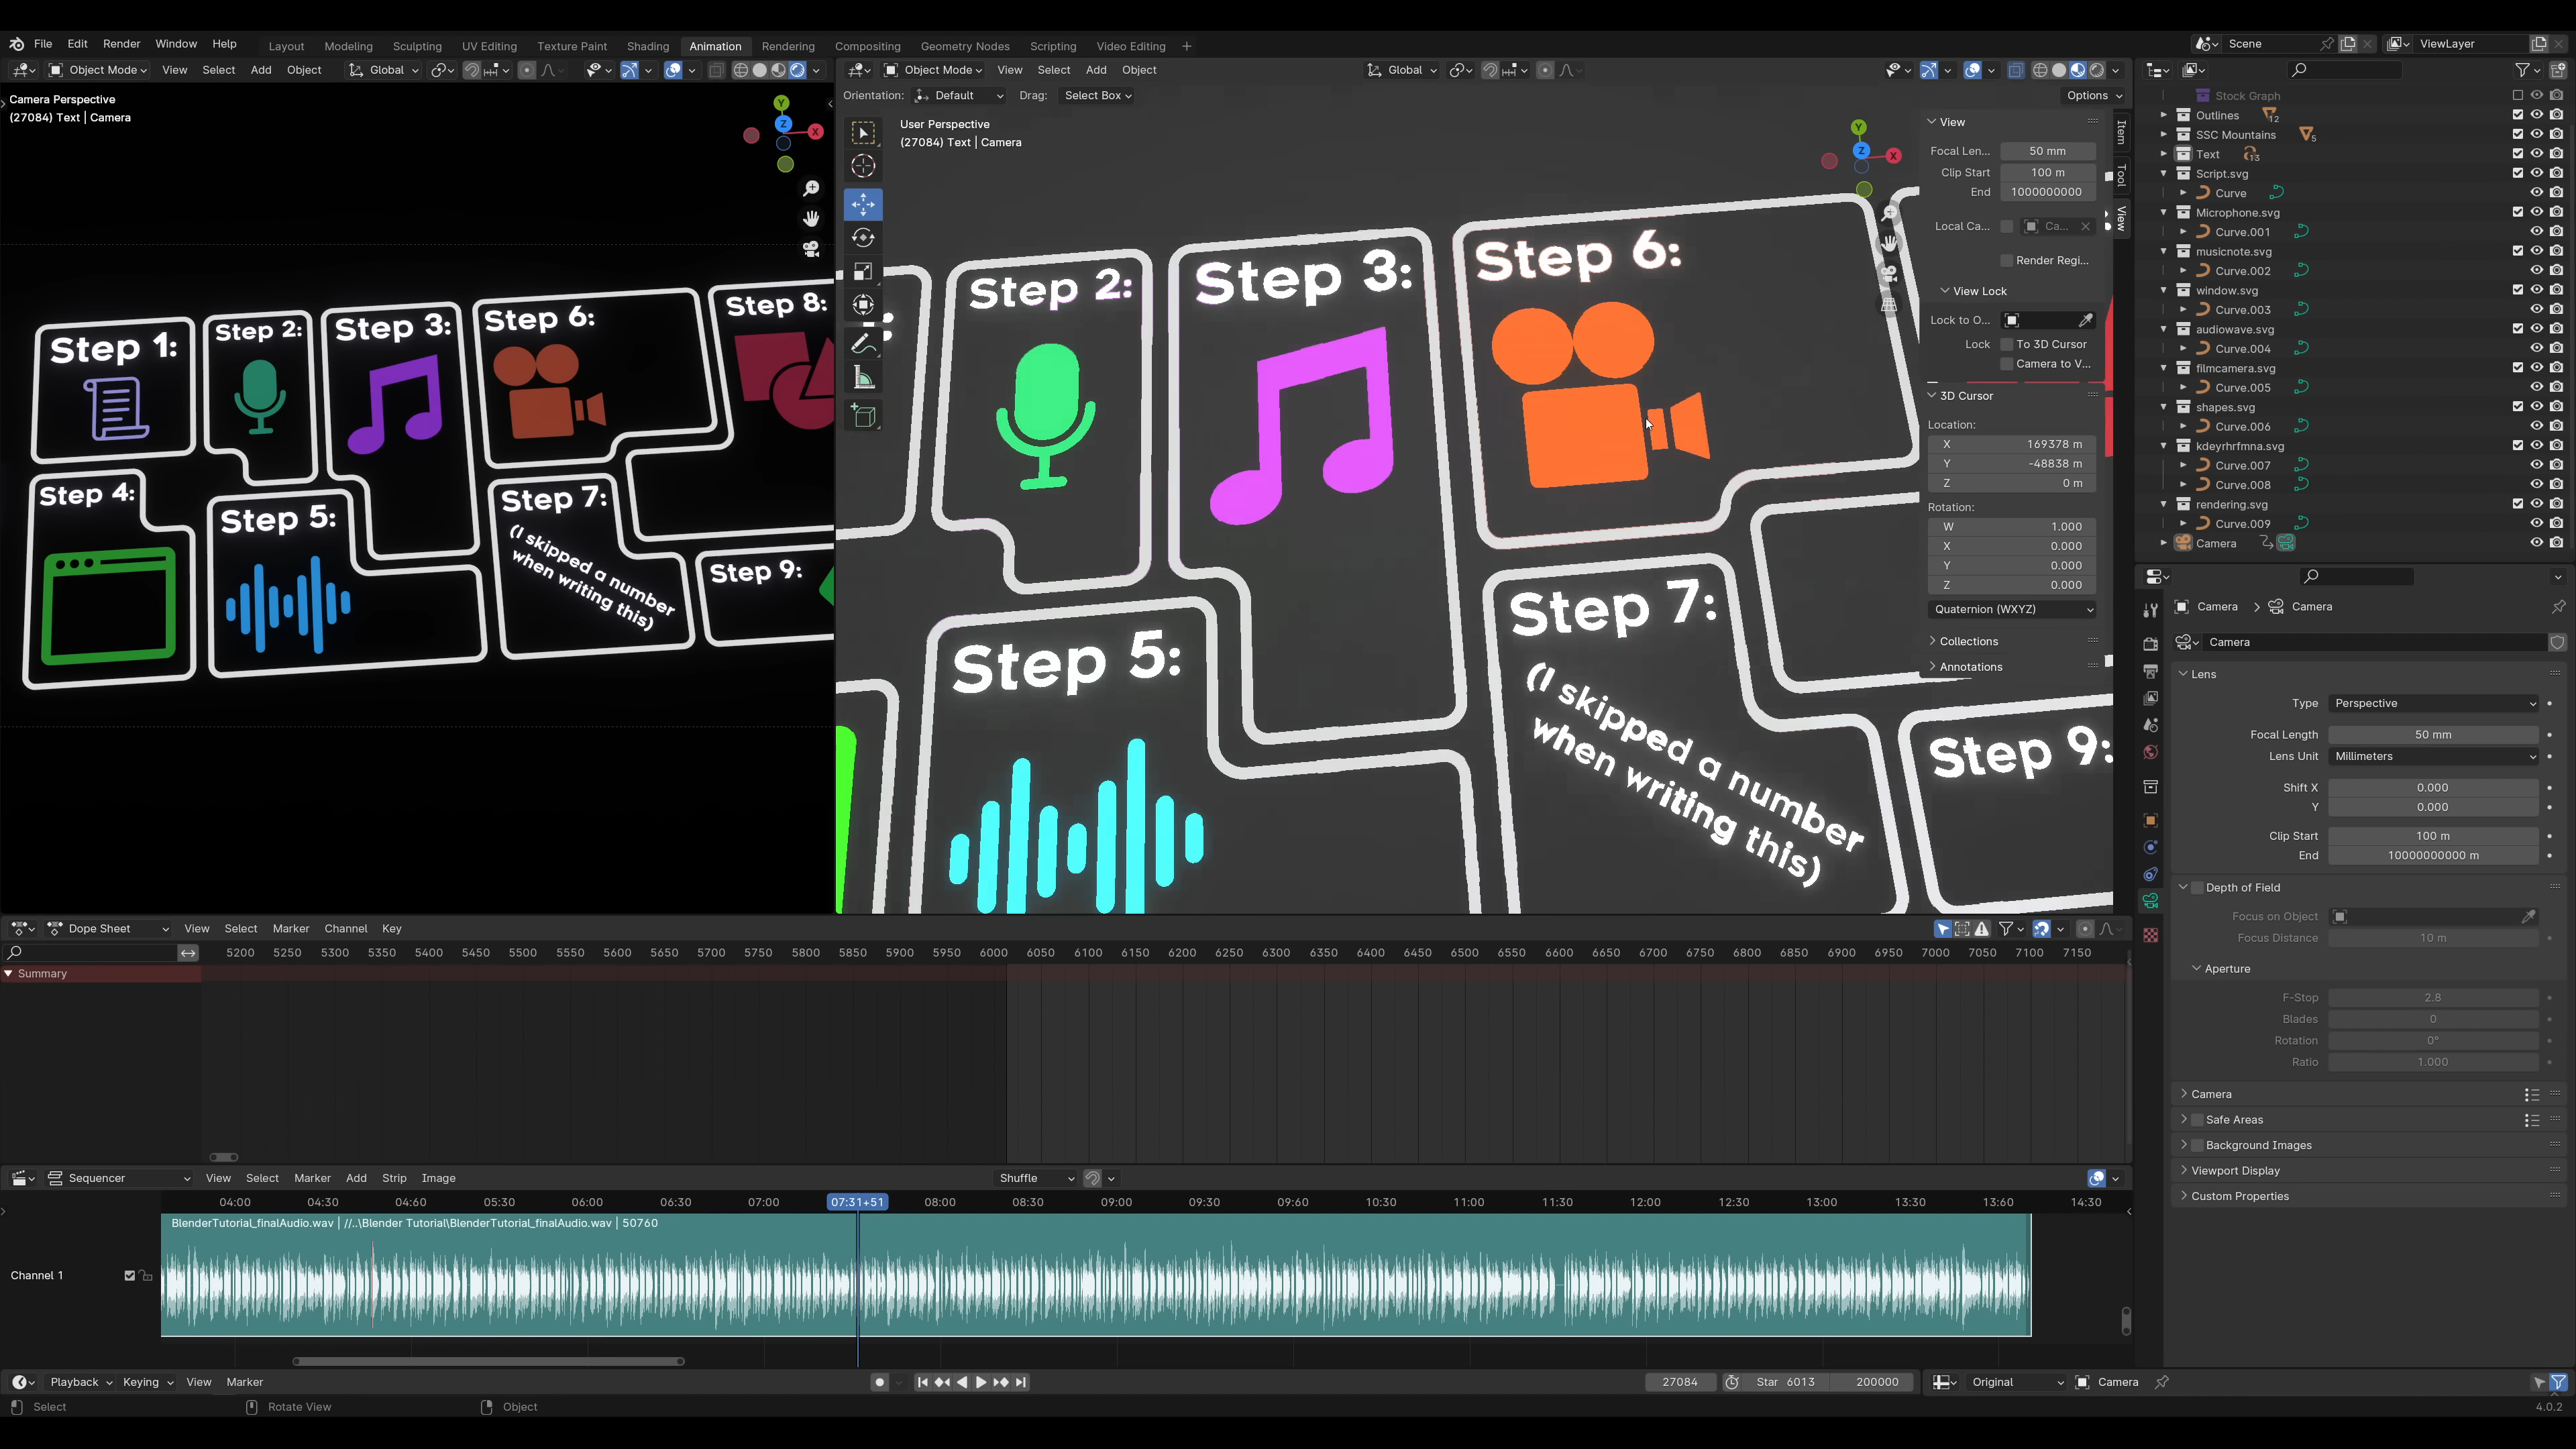 File Edit Render Window Help
Layout Modeling Sculpting UV Editing Texture Paint Shading Animation Rendering Compositing Geometry Nodes Scripting Video Editing +
Scene
ViewLayer
Object Mode View Select Add Object Global
Object Mode View Select Add Object Global
Orientation: Default Drag: Select Box
Options
Camera Perspective
(27084) Text | Camera
Y
Z
X
Step 1:
Step 2:
Step 3:
Step 6:
Step 8:
Step 4:
Step 5:
Step 7:
(I skipped a number
when writing this)
Step 9:
User Perspective
(27084) Text | Camera
Y
Z
X
Step 2:
Step 3:
Step 6:
Step 5:
Step 7:
(I skipped a number
when writing this)
Step 9:
View
Focal Len... 50 mm
Clip Start 100 m
End 1000000000
Local Ca... Ca...
Render Regi...
View Lock
Lock to O...
Lock To 3D Cursor
Camera to V...
3D Cursor
Location:
X 169378 m
Y -48838 m
Z 0 m
Rotation:
W 1.000
X 0.000
Y 0.000
Z 0.000
Quaternion (WXYZ)
Collections
Annotations
Item
Tool
View
Stock Graph
Outlines 12
SSC Mountains 5
Text 13
Script.svg
Curve
Microphone.svg
Curve.001
musicnote.svg
Curve.002
window.svg
Curve.003
audiowave.svg
Curve.004
filmcamera.svg
Curve.005
shapes.svg
Curve.006
kdeyrhrfmna.svg
Curve.007
Curve.008
rendering.svg
Curve.009
Camera
Camera > Camera
Camera
Lens
Type Perspective
Focal Length 50 mm
Lens Unit Millimeters
Shift X 0.000
Y 0.000
Clip Start 100 m
End 10000000000 m
Depth of Field
Focus on Object
Focus Distance 10 m
Aperture
F-Stop 2.8
Blades 0
Rotation 0°
Ratio 1.000
Camera
Safe Areas
Background Images
Viewport Display
Custom Properties
Dope Sheet View Select Marker Channel Key
5200 5250 5300 5350 5400 5450 5500 5550 5600 5650 5700 5750 5800 5850 5900 5950 6000 6050 6100 6150 6200 6250 6300 6350 6400 6450 6500 6550 6600 6650 6700 6750 6800 6850 6900 6950 7000 7050 7100 7150
Summary
Sequencer View Select Marker Add Strip Image Shuffle
04:00 04:30 04:60 05:30 06:00 06:30 07:00 07:31+51 08:00 08:30 09:00 09:30 09:60 10:30 11:00 11:30 12:00 12:30 13:00 13:30 13:60 14:30
BlenderTutorial_finalAudio.wav | //..\Blender Tutorial\BlenderTutorial_finalAudio.wav | 50760
Channel 1
Playback Keying View Marker
27084 Star 6013 200000
Original Camera
Select Rotate View Object
4.0.2